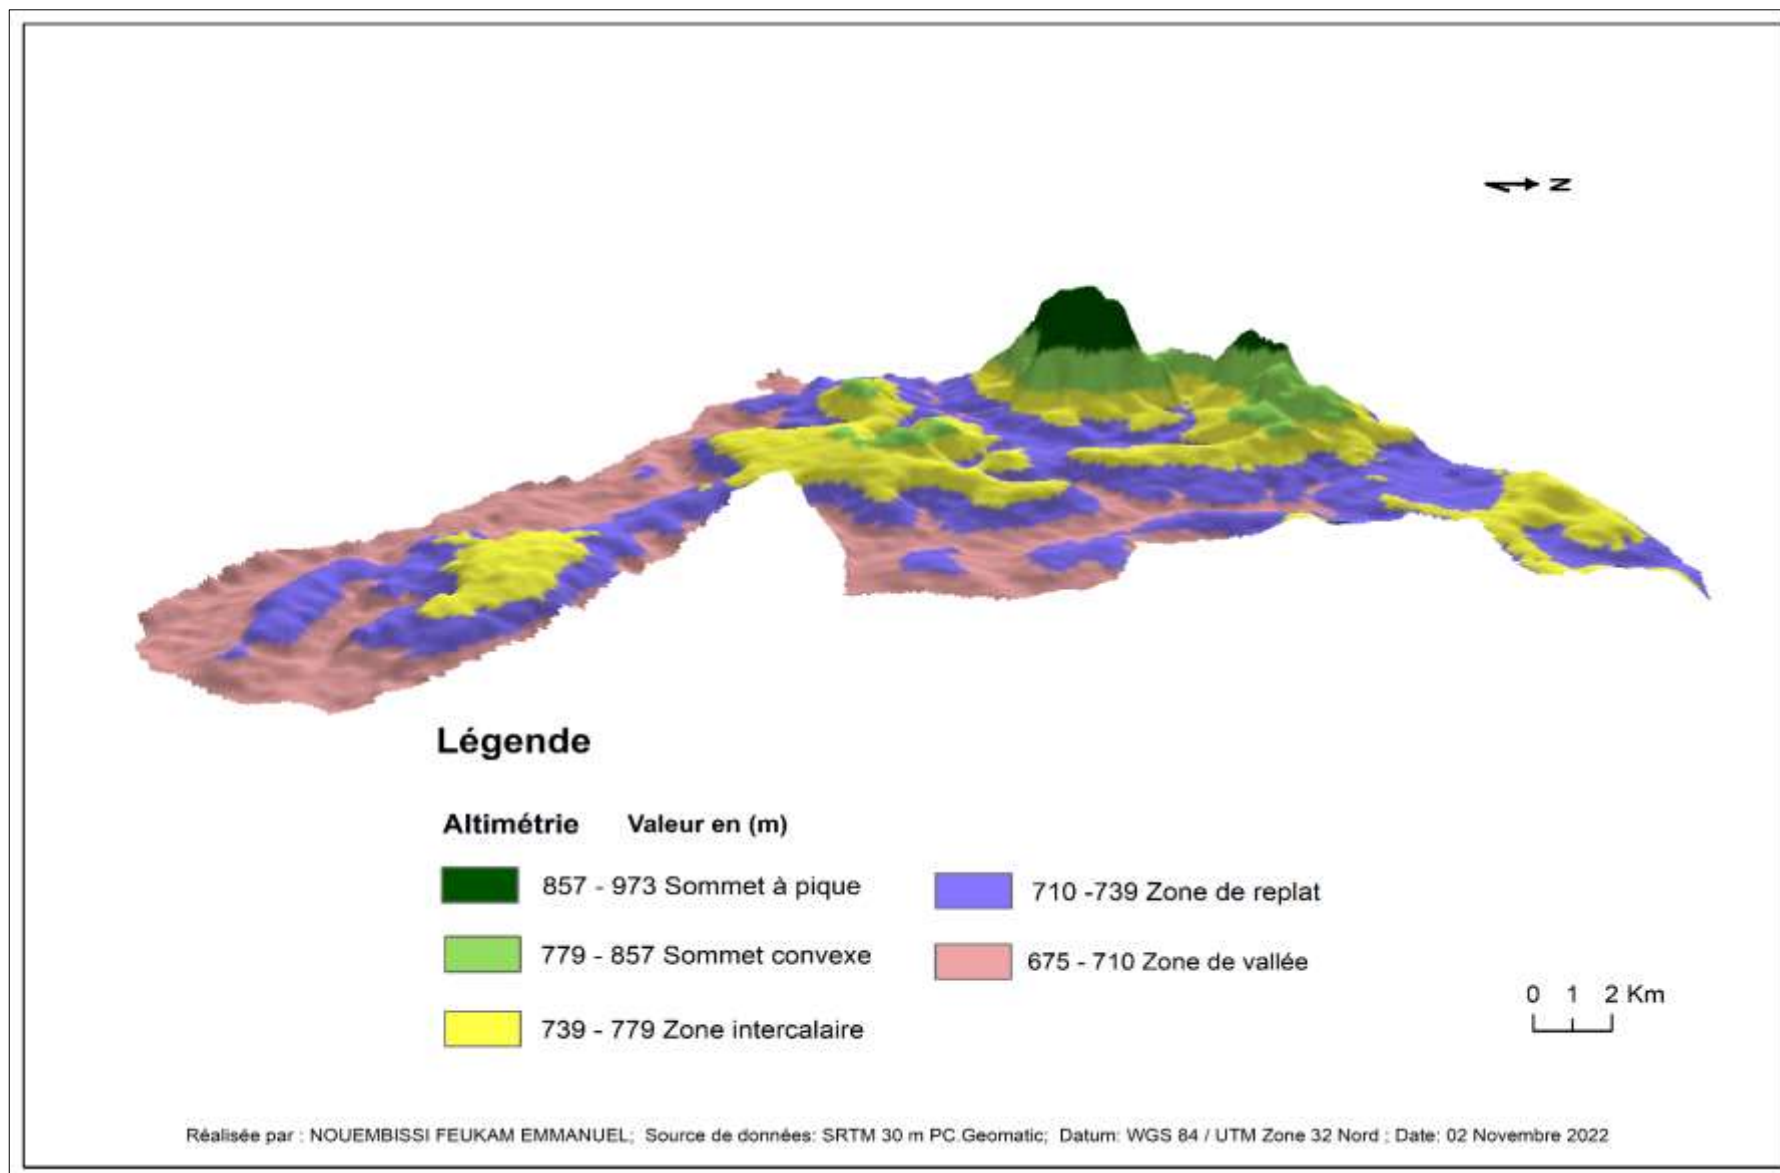 N
Légende
Altimétrie Valeur en (m)
857 - 973 Sommet à pique
779 - 857 Sommet convexe
739 - 779 Zone intercalaire
710 -739 Zone de replat
675 - 710 Zone de vallée
0 1 2 Km
Réalisée par : NOUEMBISSI FEUKAM EMMANUEL; Source de données: SRTM 30 m PC Geomatic; Datum: WGS 84 / UTM Zone 32 Nord ; Date: 02 Novembre 2022